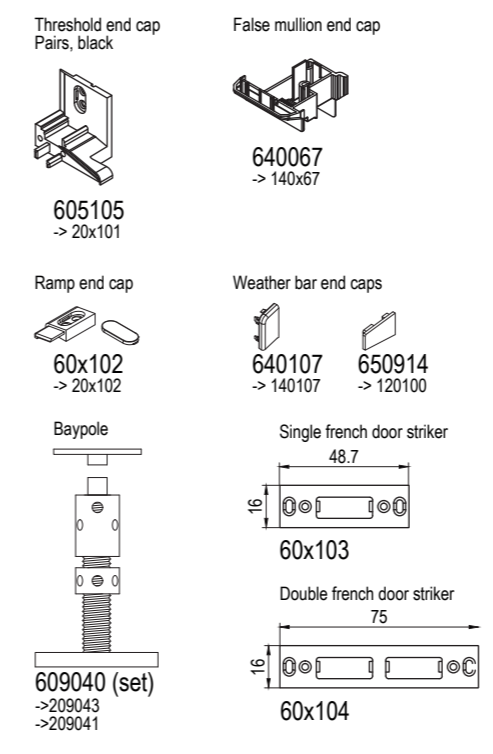 Threshold end cap
Pairs, black
605105
-> 20x101
False mullion end cap
640067
-> 140x67
Ramp end cap
60x102
-> 20x102
Weather bar end caps
640107
-> 140107
650914
-> 120100
Baypole
609040 (set)
->209043
->209041
Single french door striker
48.7
16
60x103
Double french door striker
75
16
60x104